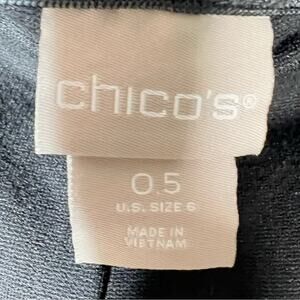 chico's®
0.5
U.S. SIZE 6
MADE IN
VIETNAM